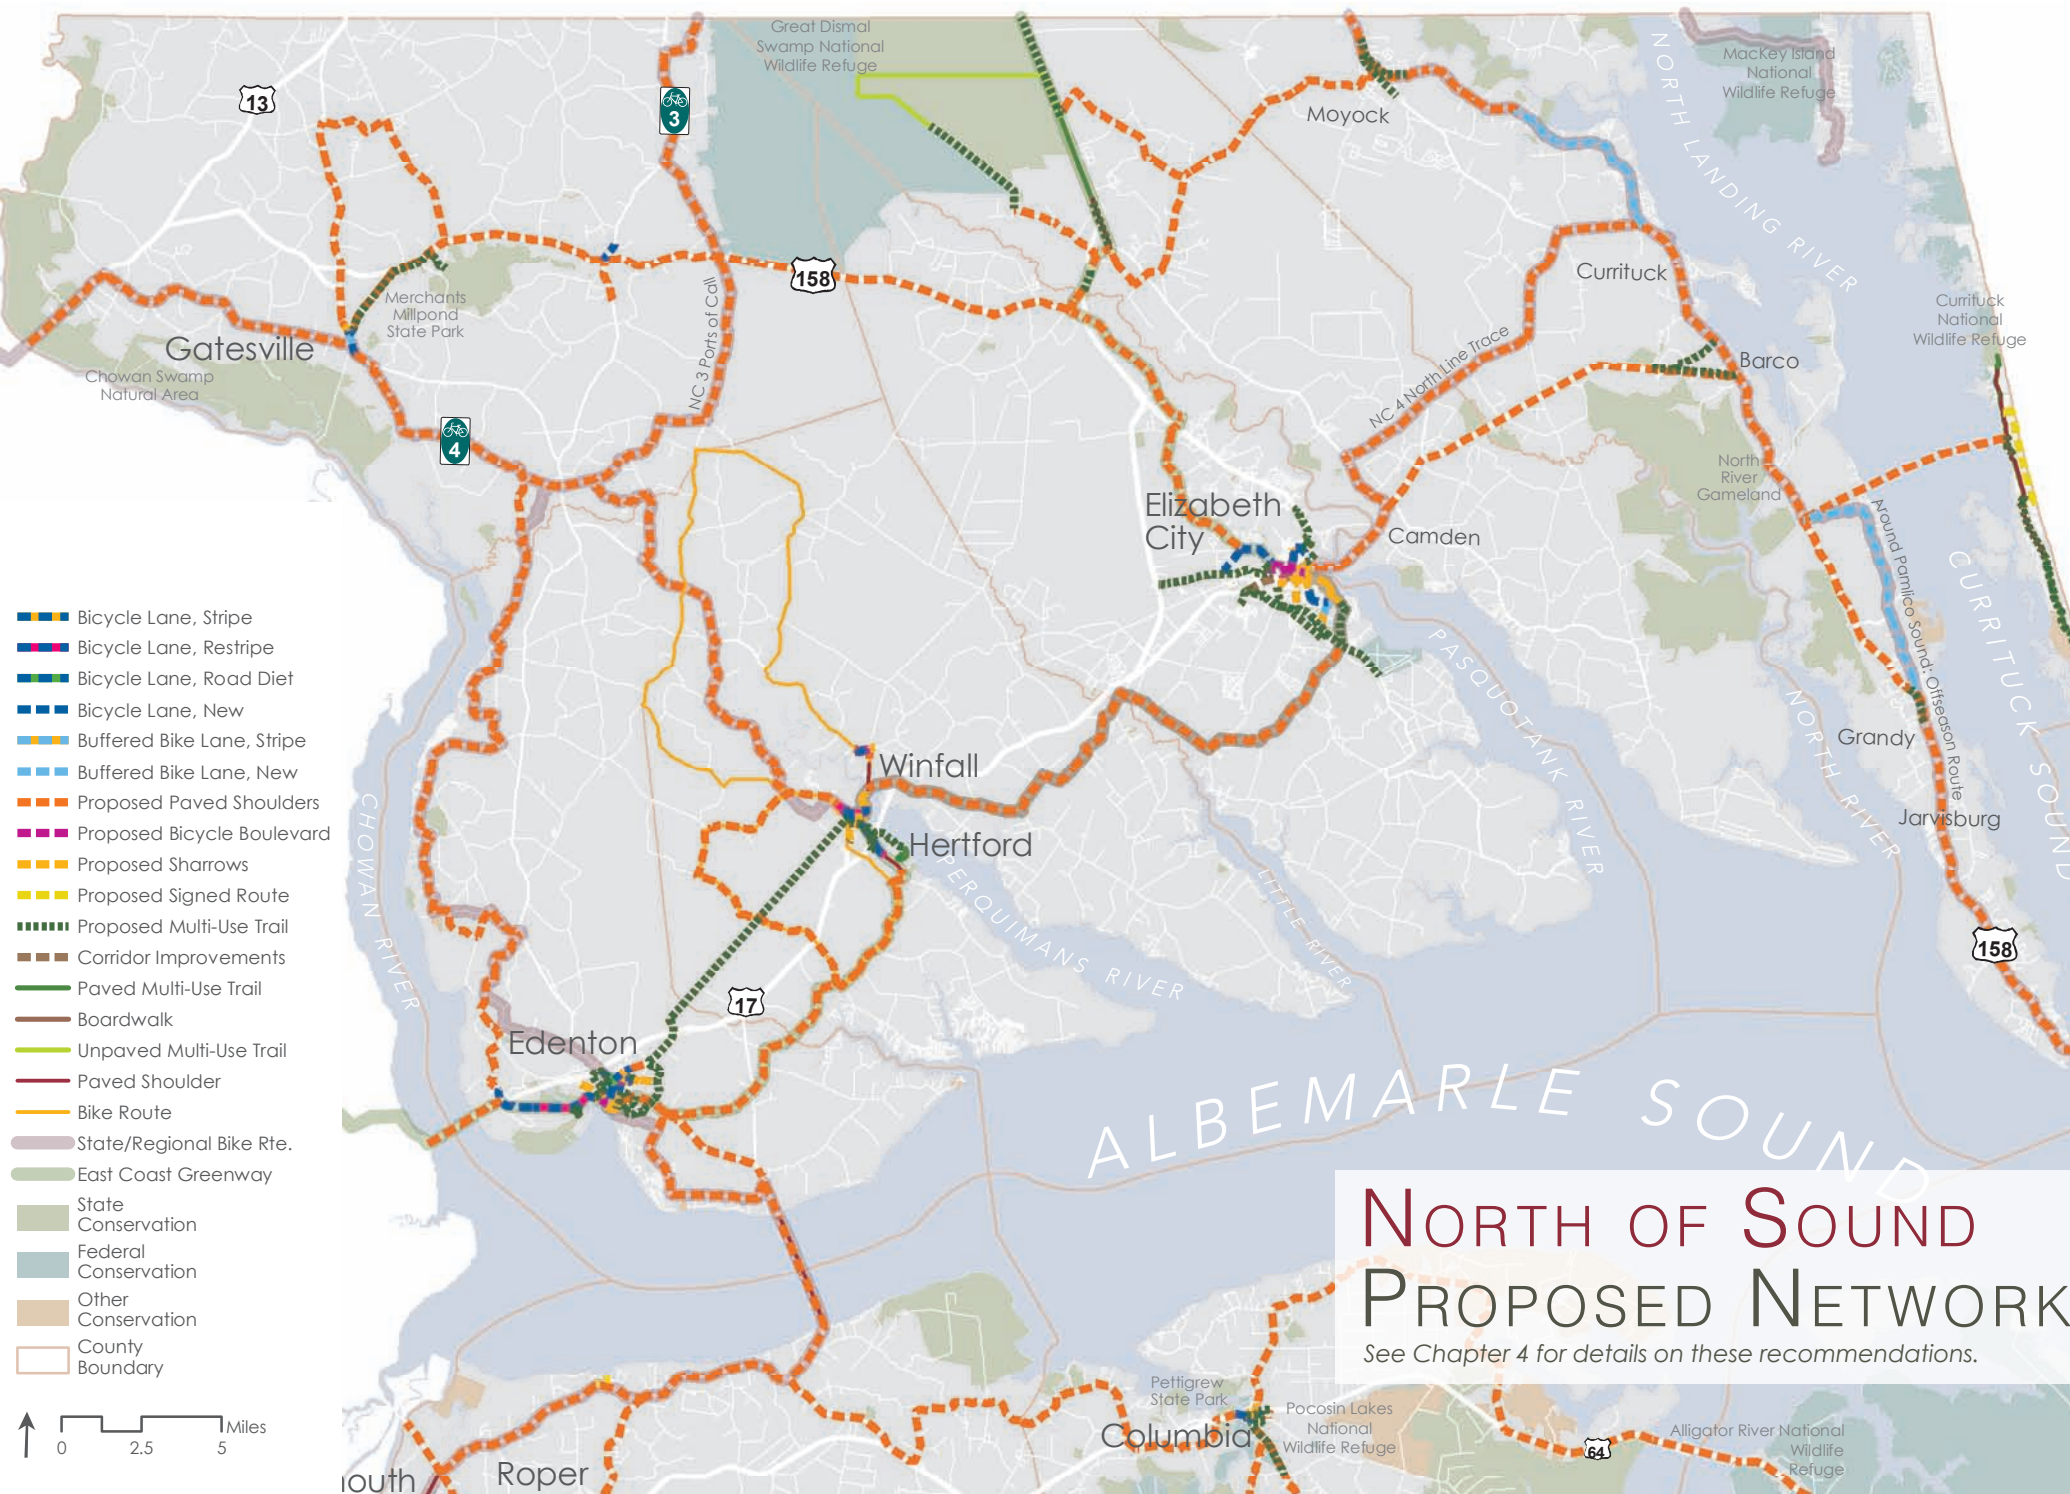 Great Dismal
Swamp National
Wildlife Refuge
NORTH LANDING RIVER
MacKey Island
National
Wildlife Refuge
13
3
Moyock
158
NC 3 Ports of Call
Merchants
Millpond
State Park
Gatesville
Chowan Swamp
Natural Area
4
Currituck
Currituck
National
Wildlife Refuge
NC 4 North Line Trace
Barco
North
River
Gameland
Elizabeth
City
Camden
Around Pamlico Sound: Offseason Route
CURRITUCK SOUND
PASQUOTANK RIVER
NORTH RIVER
Grandy
Jarvisburg
Winfall
Hertford
PERQUIMANS RIVER
LITTLE RIVER
CHOWAN RIVER
158
17
Edenton
ALBEMARLE SOUND
Bicycle Lane, Stripe
Bicycle Lane, Restripe
Bicycle Lane, Road Diet
Bicycle Lane, New
Buffered Bike Lane, Stripe
Buffered Bike Lane, New
Proposed Paved Shoulders
Proposed Bicycle Boulevard
Proposed Sharrows
Proposed Signed Route
Proposed Multi-Use Trail
Corridor Improvements
Paved Multi-Use Trail
Boardwalk
Unpaved Multi-Use Trail
Paved Shoulder
Bike Route
State/Regional Bike Rte.
East Coast Greenway
State
Conservation
Federal
Conservation
Other
Conservation
County
Boundary
Miles
0 2.5 5
NORTH OF SOUND
PROPOSED NETWORK
See Chapter 4 for details on these recommendations.
Pettigrew
State Park
Columbia
Pocosin Lakes
National
Wildlife Refuge
64
Alligator River National
Wildlife
Refuge
outh
Roper